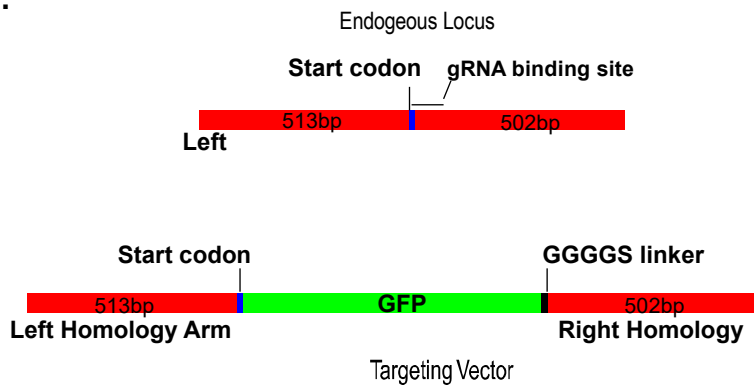 .
Endogeous Locus
Start codon gRNA binding site
513bp 502bp
Left
Start codon GGGGS linker
513bp GFP 502bp
Left Homology Arm Right Homology
Targeting Vector